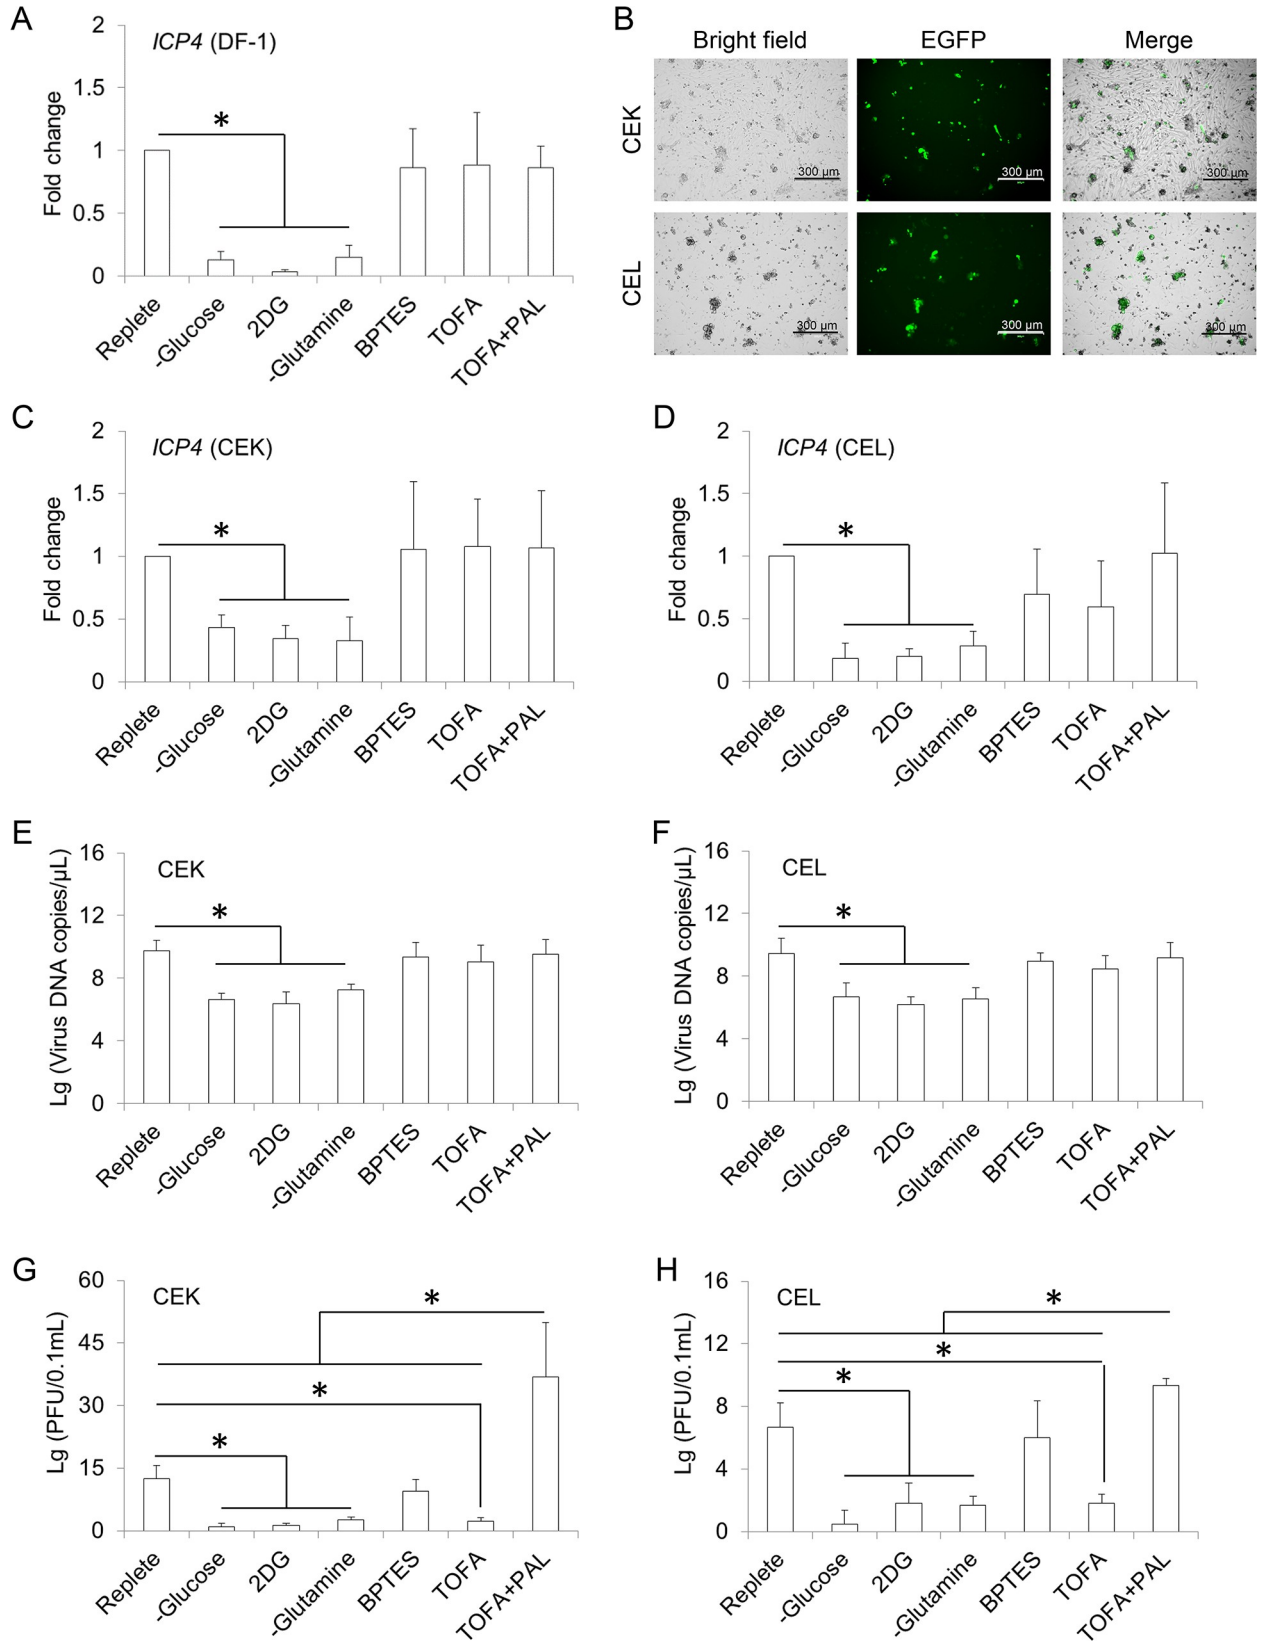 A
ICP4 (DF-1)
Fold change
2
1.5
1
0.5
0
*
Replete
-Glucose
2DG
-Glutamine
BPTES
TOFA
TOFA+PAL
B
Bright field
EGFP
Merge
CEK
300 µm
300 µm
300 µm
CEL
300 µm
300 µm
300 µm
C
ICP4 (CEK)
Fold change
2
1.5
1
0.5
0
*
Replete
-Glucose
2DG
-Glutamine
BPTES
TOFA
TOFA+PAL
D
ICP4 (CEL)
Fold change
2
1.5
1
0.5
0
*
Replete
-Glucose
2DG
-Glutamine
BPTES
TOFA
TOFA+PAL
E
CEK
Lg (Virus DNA copies/µL)
16
12
8
4
0
*
Replete
-Glucose
2DG
-Glutamine
BPTES
TOFA
TOFA+PAL
F
CEL
Lg (Virus DNA copies/µL)
16
12
8
4
0
*
Replete
-Glucose
2DG
-Glutamine
BPTES
TOFA
TOFA+PAL
G
CEK
Lg (PFU/0.1mL)
60
45
30
15
0
*
*
*
Replete
-Glucose
2DG
-Glutamine
BPTES
TOFA
TOFA+PAL
H
CEL
Lg (PFU/0.1mL)
16
12
8
4
0
*
*
*
Replete
-Glucose
2DG
-Glutamine
BPTES
TOFA
TOFA+PAL